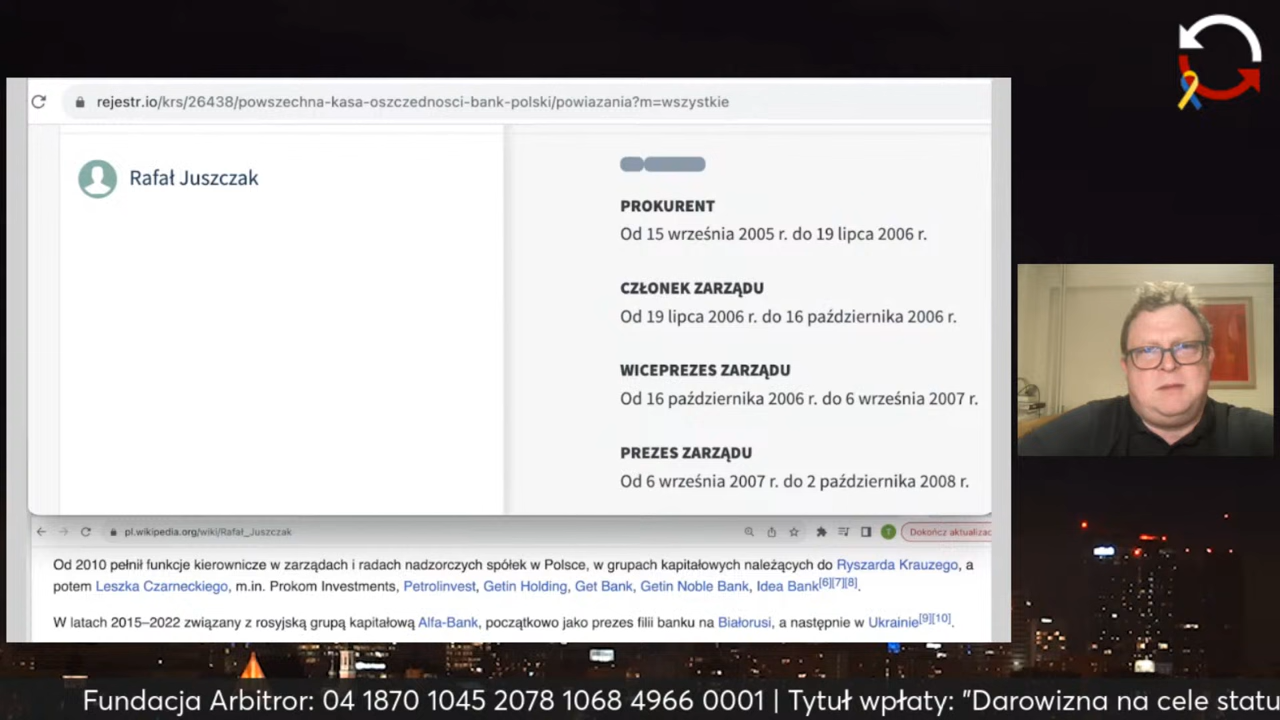 rejestr.io/krs/26438/powszechna-kasa-oszczednosci-bank-polski/powiazania?m=wszystkie
Rafał Juszczak
PROKURENT
Od 15 września 2005 r. do 19 lipca 2006 r.
CZŁONEK ZARZĄDU
Od 19 lipca 2006 r. do 16 października 2006 r.
WICEPREZES ZARZĄDU
Od 16 października 2006 r. do 6 września 2007 r.
PREZES ZARZĄDU
Od 6 września 2007 r. do 2 października 2008 r.
pl.wikipedia.org/wiki/Rafał_Juszczak
T
Dokończ aktualizac
Od 2010 pełnił funkcje kierownicze w zarządach i radach nadzorczych spółek w Polsce, w grupach kapitałowych należących do Ryszarda Krauzego, a
potem Leszka Czarneckiego, m.in. Prokom Investments, Petrolinvest, Getin Holding, Get Bank, Getin Noble Bank, Idea Bank[6][7][8].
W latach 2015–2022 związany z rosyjską grupą kapitałową Alfa-Bank, początkowo jako prezes filii banku na Białorusi, a następnie w Ukrainie[9][10].
Fundacja Arbitror: 04 1870 1045 2078 1068 4966 0001 | Tytuł wpłaty: "Darowizna na cele statu